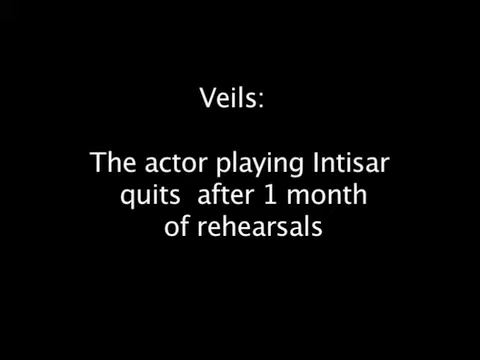 Veils:
The actor playing Intisar
quits  after 1 month
of rehearsals